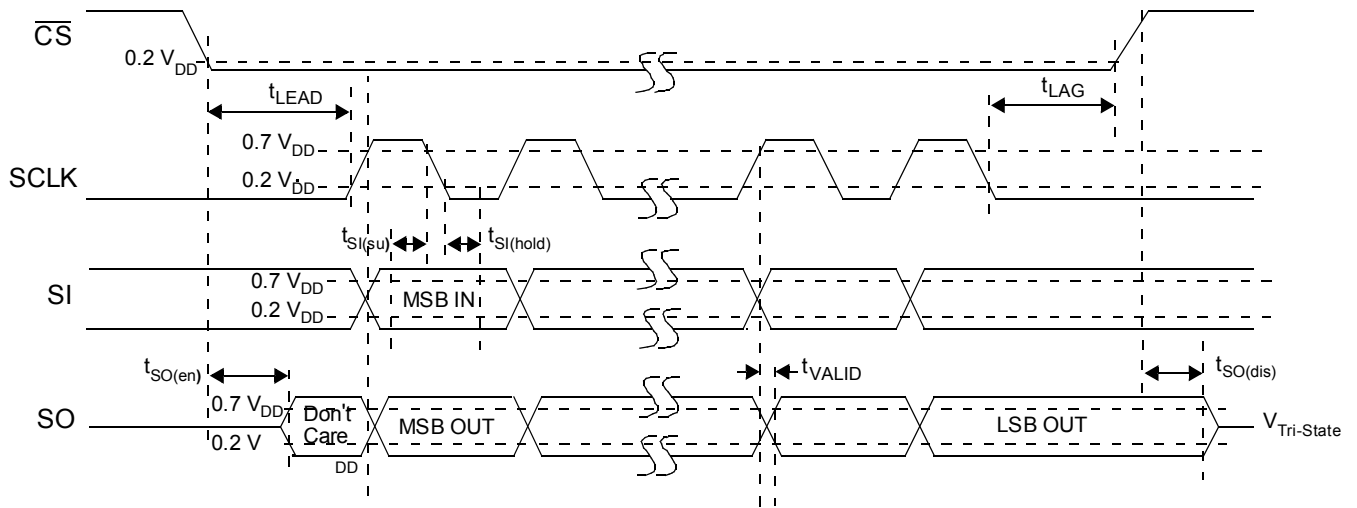 CS
0.2 VDD
tLEAD
tLAG
0.7 VDD
SCLK
0.2 VDD
tSI(su)
tSI(hold)
SI
0.7 VDD
MSB IN
0.2 VDD
tSO(en)
tVALID
tSO(dis)
0.7 VDD
Don't
Care
SO
MSB OUT
LSB OUT
VTri-State
0.2 V
DD